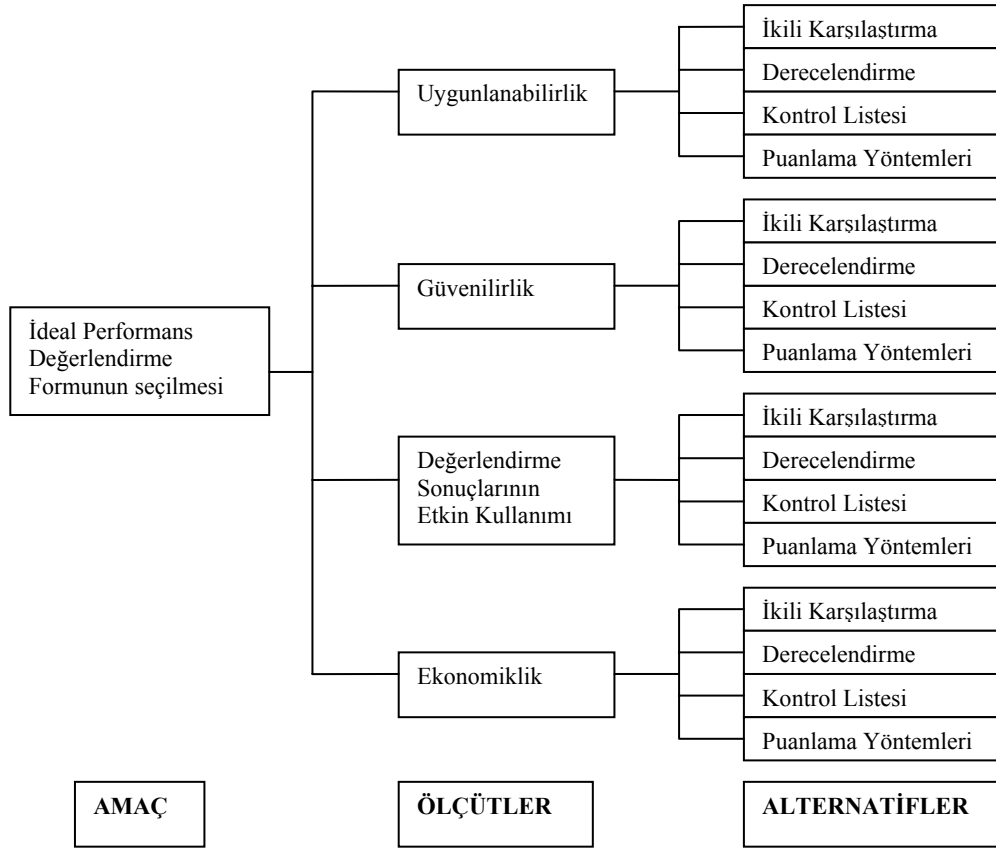 İkili Karşılaştırma
Derecelendirme
Uygunlanabilirlik
Kontrol Listesi
Puanlama Yöntemleri
İkili Karşılaştırma
Derecelendirme
Güvenilirlik
Kontrol Listesi
Puanlama Yöntemleri
İdeal Performans
Değerlendirme
Formunun seçilmesi
İkili Karşılaştırma
Derecelendirme
Değerlendirme
Sonuçlarının
Etkin Kullanımı
Kontrol Listesi
Puanlama Yöntemleri
İkili Karşılaştırma
Derecelendirme
Ekonomiklik
Kontrol Listesi
Puanlama Yöntemleri
AMAÇ
ÖLÇÜTLER
ALTERNATİFLER